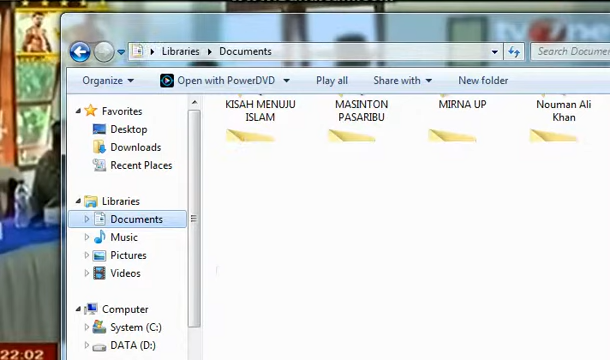 Libraries Documents
Search Documen
Organize Open with PowerDVD Play all Share with New folder
KISAH MENUJU
ISLAM
MASINTON
PASARIBU
MIRNA UP
Nouman Ali
Khan
Favorites
Desktop
Downloads
Recent Places
Libraries
Documents
Music
Pictures
Videos
Computer
System (C:)
DATA (D:)
22:02